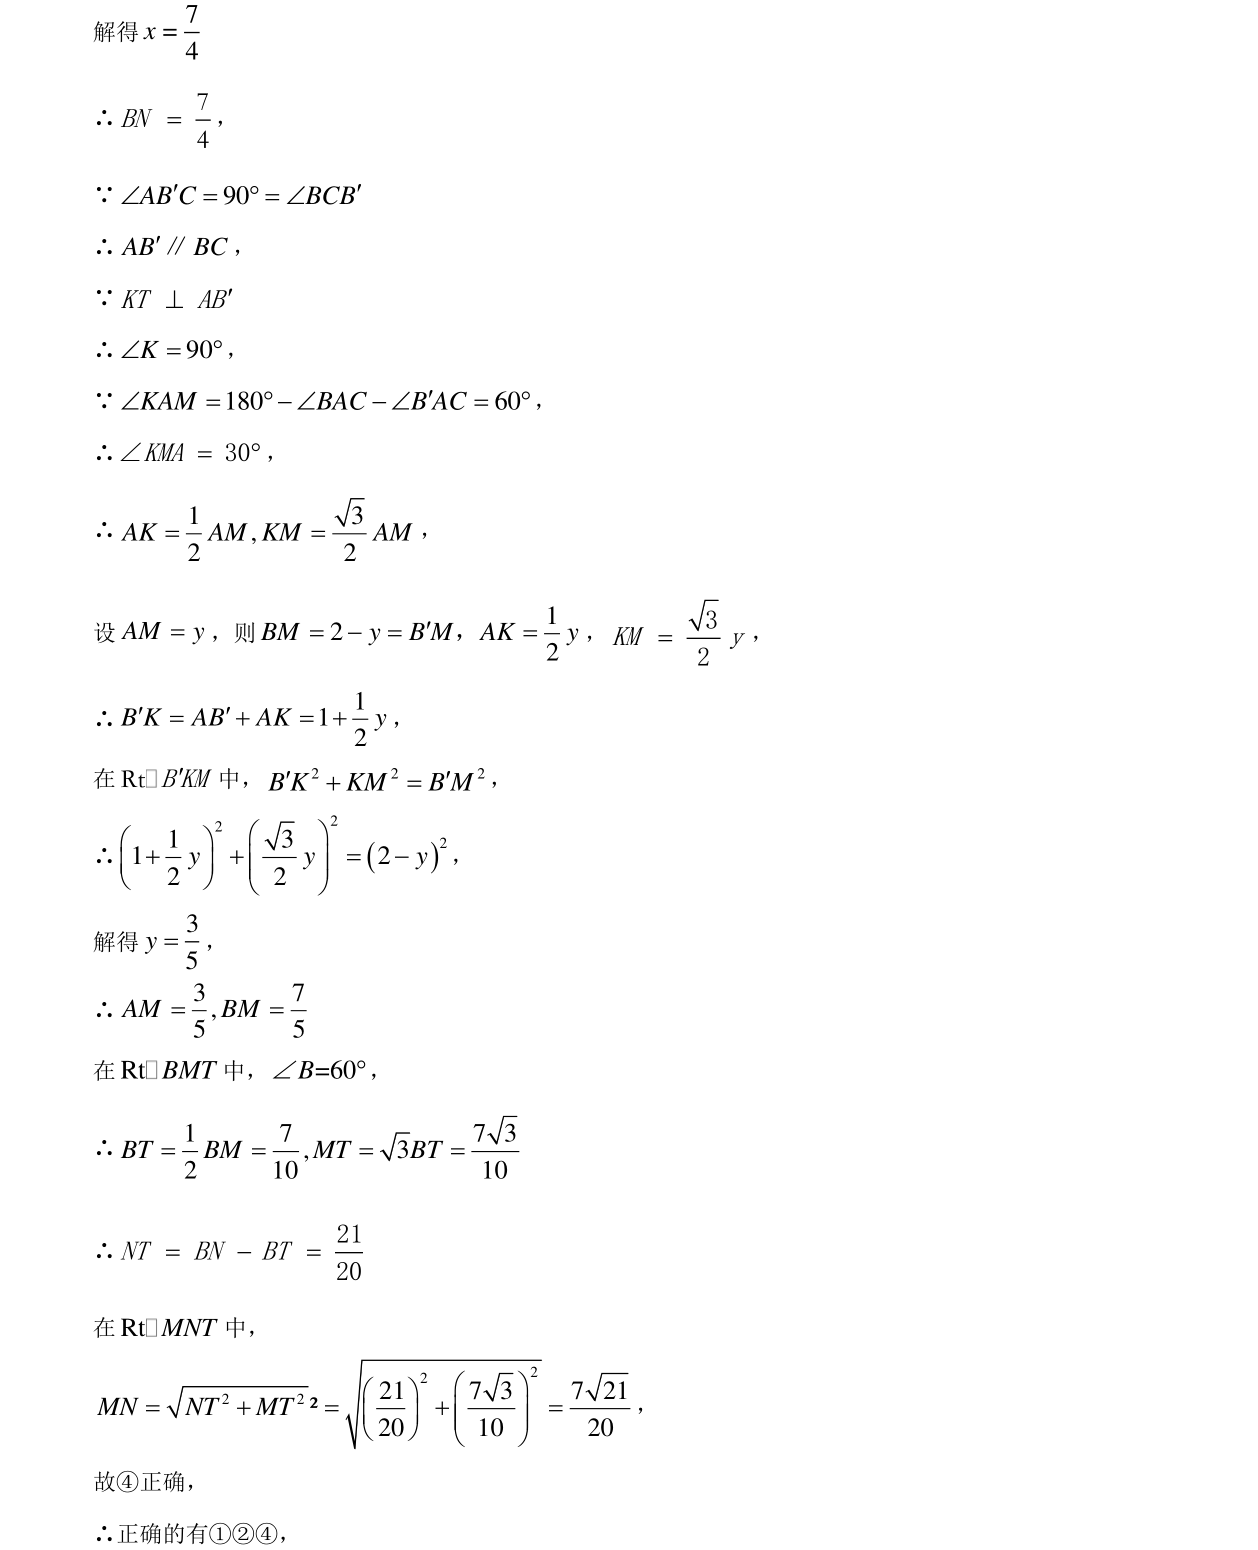 解得 x = 7/4
∴ BN = 7/4，
∵ ∠AB′C = 90° = ∠BCB′
∴ AB′ // BC，
∵ KT ⊥ AB′
∴ ∠K = 90°，
∵ ∠KAM = 180° − ∠BAC − ∠B′AC = 60°，
∴ ∠KMA = 30°，
∴ AK = 1/2 AM, KM = √3/2 AM，
设 AM = y，则 BM = 2 − y = B′M，AK = 1/2 y，KM = √3/2 y，
∴ B′K = AB′ + AK = 1 + 1/2 y，
在 Rt□ B′KM 中，B′K² + KM² = B′M²，
∴ (1 + 1/2 y)² + (√3/2 y)² = (2 − y)²，
解得 y = 3/5，
∴ AM = 3/5, BM = 7/5
在 Rt□ BMT 中，∠B=60°，
∴ BT = 1/2 BM = 7/10, MT = √3BT = 7√3/10
∴ NT = BN − BT = 21/20
在 Rt□ MNT 中，
MN = √(NT² + MT²) ² = √((21/20)² + (7√3/10)²) = 7√21/20，
故④正确，
∴正确的有①②④，